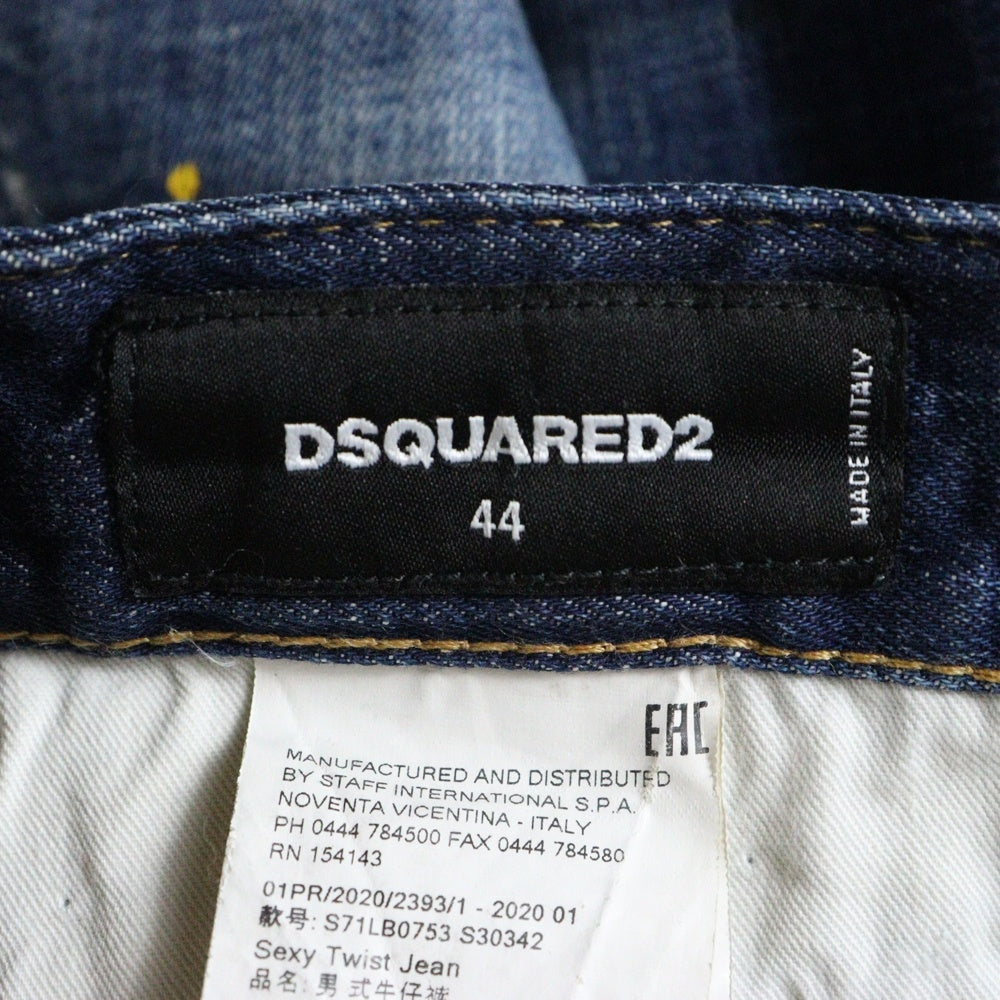 DSQUARED2
44
MADE IN ITALY
EAC
MANUFACTURED AND DISTRIBUTED
BY STAFF INTERNATIONAL S.P.A.
NOVENTA VICENTINA - ITALY
PH 0444 784500 FAX 0444 784580
RN 154143
01PR/2020/2393/1 - 2020 01
款号: S71LB0753 S30342
Sexy Twist Jean
品名: 男式牛仔裤